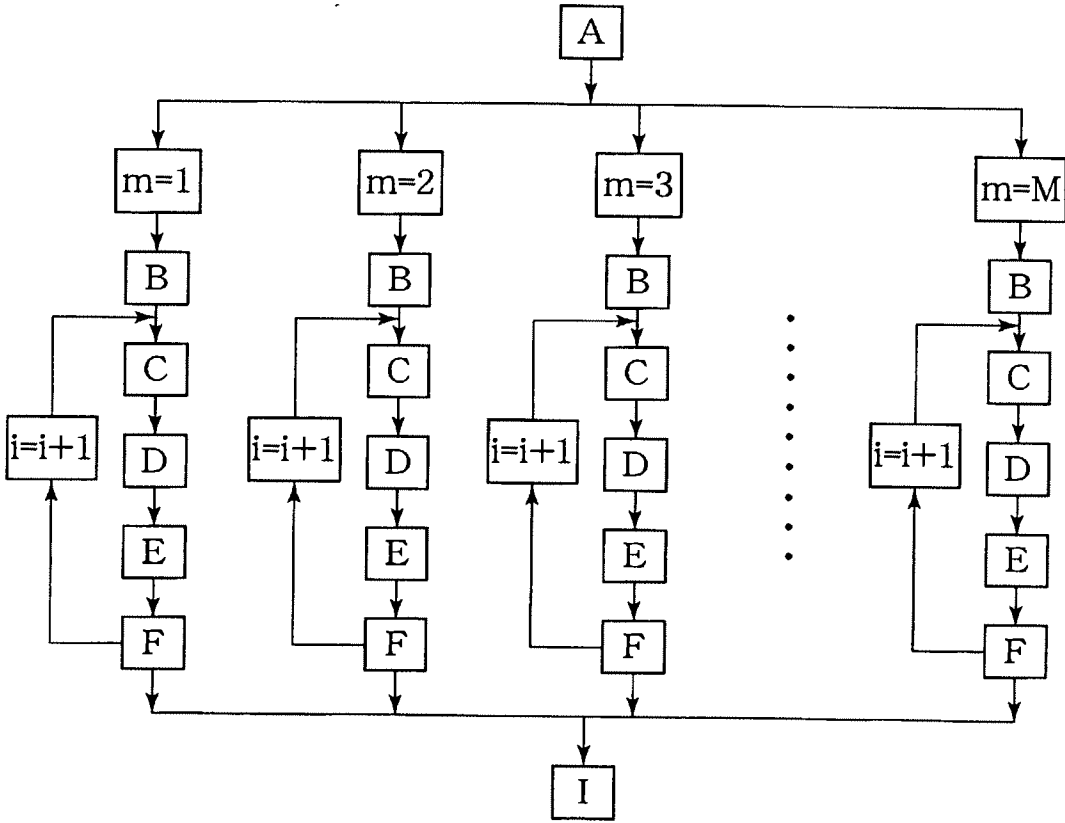 A
m=1 m=2 m=3 m=M
B B B B
C C C C
i=i+1 D i=i+1 D i=i+1 D i=i+1 D
E E E E
F F F F
I